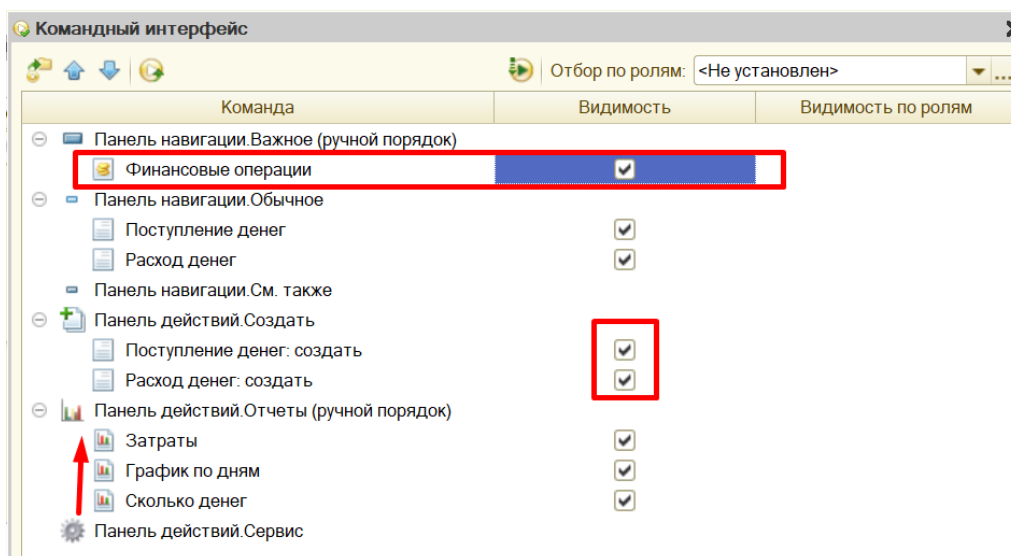 Командный интерфейс
Отбор по ролям: <Не установлен>
Команда Видимость Видимость по ролям
Панель навигации.Важное (ручной порядок)
Финансовые операции
Панель навигации.Обычное
Поступление денег
Расход денег
Панель навигации.См. также
Панель действий.Создать
Поступление денег: создать
Расход денег: создать
Панель действий.Отчеты (ручной порядок)
Затраты
График по дням
Сколько денег
Панель действий.Сервис